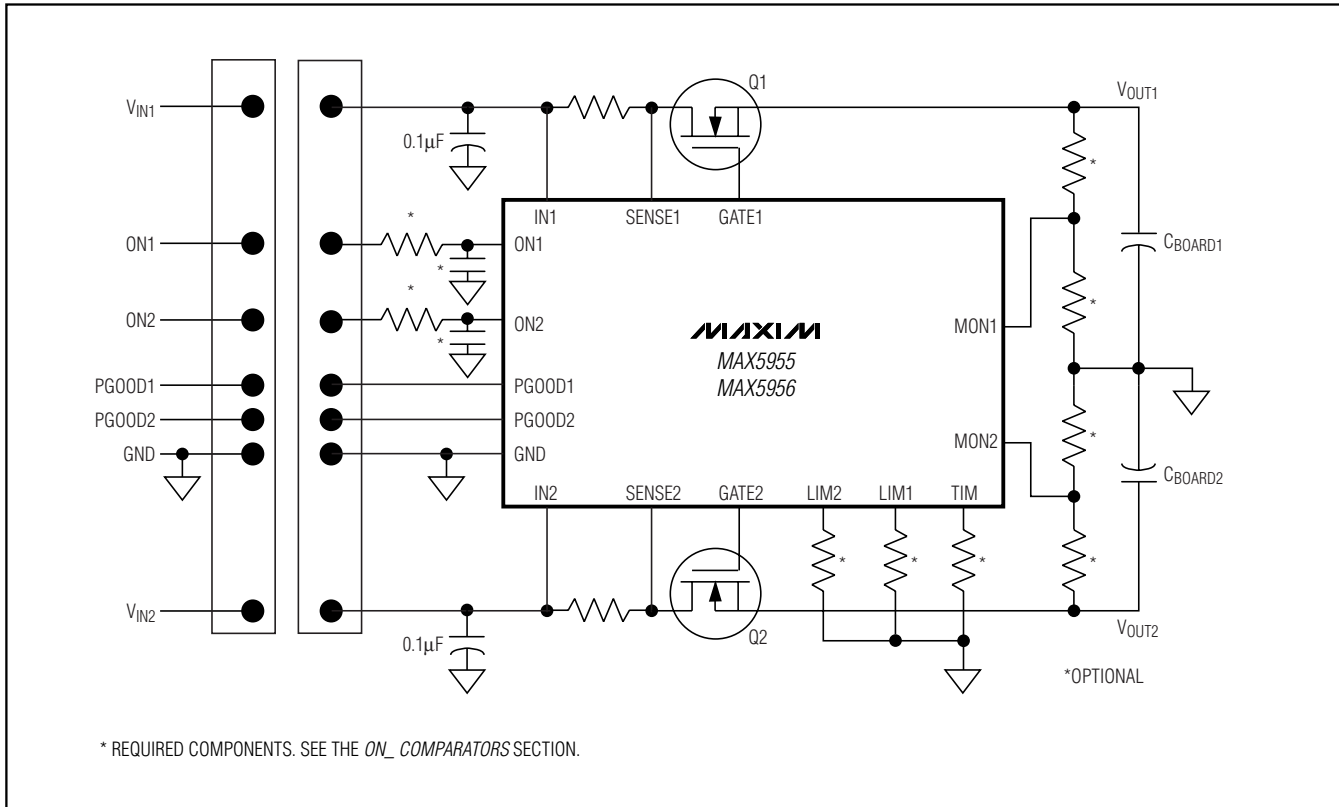 Q1
VIN1
VOUT1
0.1µF
*
IN1 SENSE1 GATE1
*
ON1
ON1
*
CBOARD1
*
*
ON2
ON2
*
MON1
MAXIM
MAX5955
MAX5956
PGOOD1
PGOOD1
PGOOD2
PGOOD2
*
GND
GND
MON2
CBOARD2
IN2 SENSE2 GATE2 LIM2 LIM1 TIM
* * * *
VIN2
Q2
VOUT2
0.1µF
*OPTIONAL
* REQUIRED COMPONENTS. SEE THE ON_ COMPARATORS SECTION.